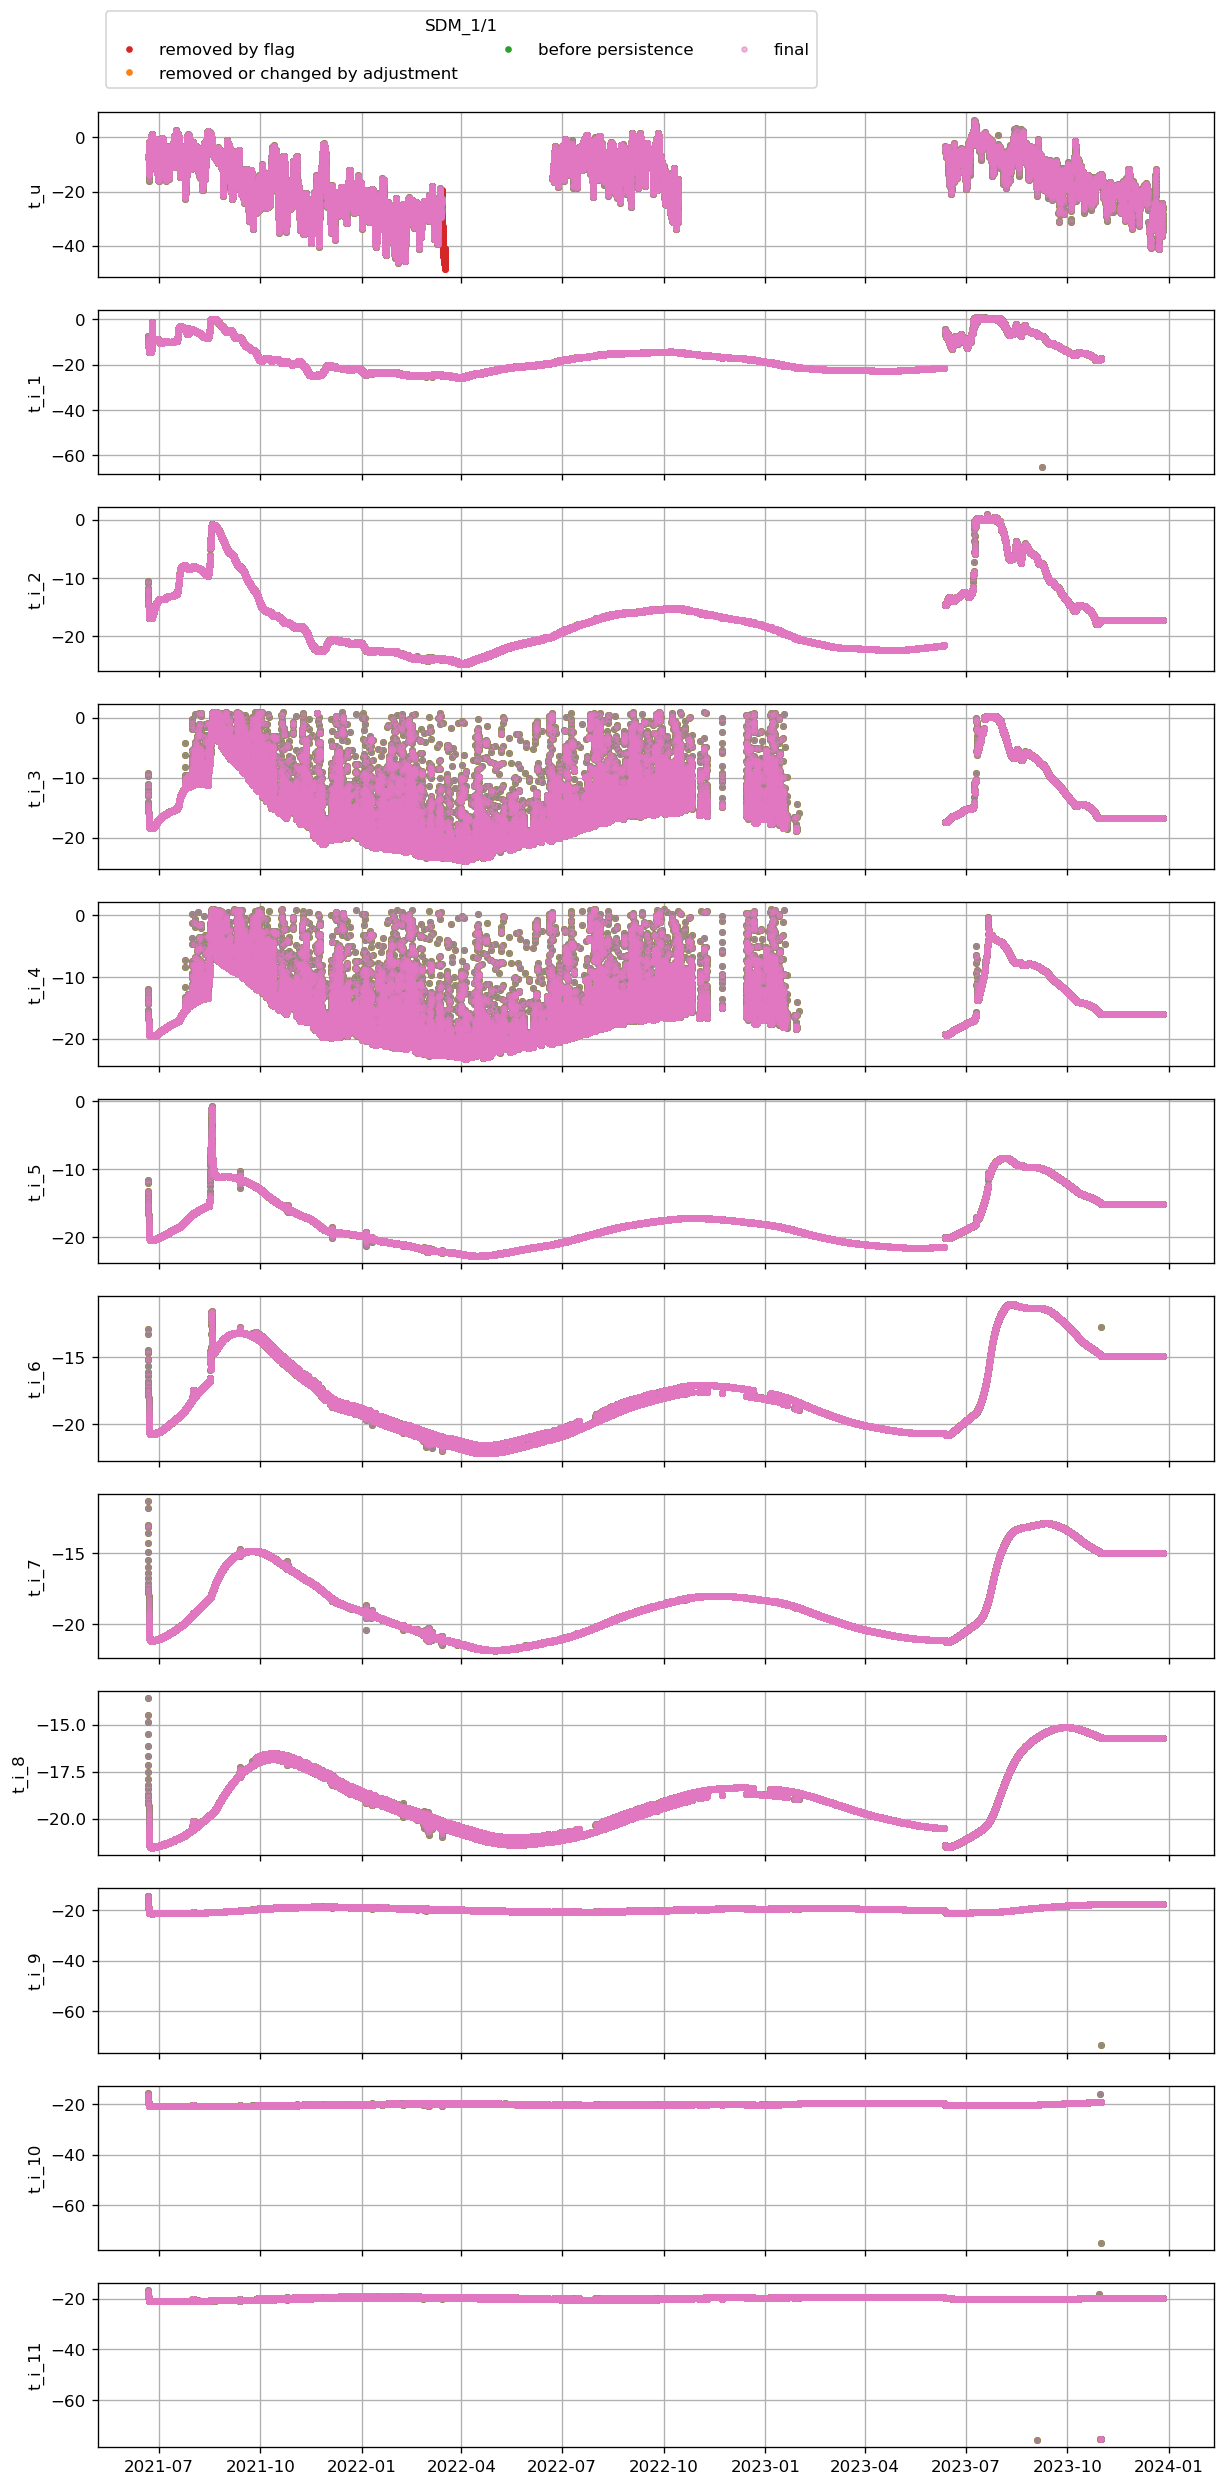 SDM_1/1
removed by flag
removed or changed by adjustment
before persistence
final
t_u
0
−20
−40
t_i_1
0
−20
−40
−60
t_i_2
0
−10
−20
t_i_3
0
−10
−20
t_i_4
0
−10
−20
t_i_5
0
−10
−20
t_i_6
−15
−20
t_i_7
−15
−20
t_i_8
−15.0
−17.5
−20.0
t_i_9
−20
−40
−60
t_i_10
−20
−40
−60
t_i_11
−20
−40
−60
2021-07 2021-10 2022-01 2022-04 2022-07 2022-10 2023-01 2023-04 2023-07 2023-10 2024-01